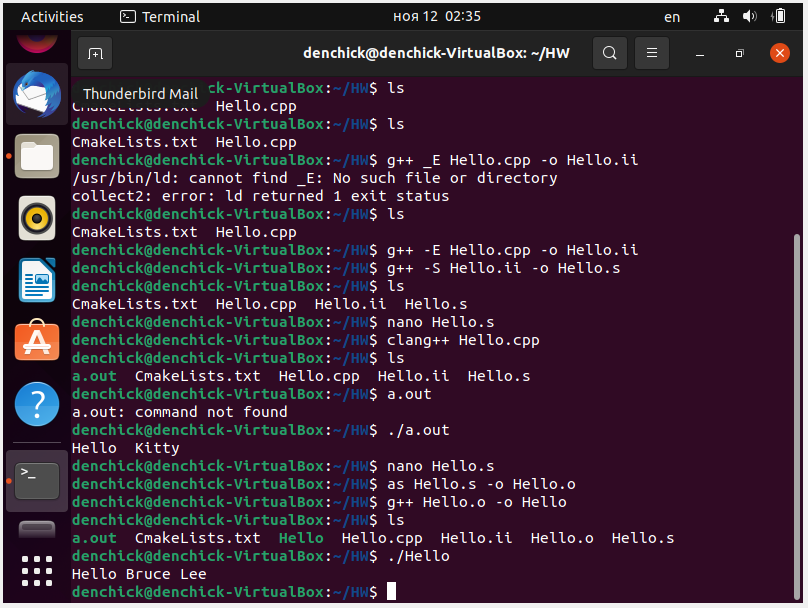 Activities Terminal ноя 12 02:35 en
denchick@denchick-VirtualBox: ~/HW
Thunderbird Mail
ck-VirtualBox:~/HW$ ls
Hello.cpp
denchick@denchick-VirtualBox:~/HW$ ls
CmakeLists.txt  Hello.cpp
denchick@denchick-VirtualBox:~/HW$ g++ _E Hello.cpp -o Hello.ii
/usr/bin/ld: cannot find _E: No such file or directory
collect2: error: ld returned 1 exit status
denchick@denchick-VirtualBox:~/HW$ ls
CmakeLists.txt  Hello.cpp
denchick@denchick-VirtualBox:~/HW$ g++ -E Hello.cpp -o Hello.ii
denchick@denchick-VirtualBox:~/HW$ g++ -S Hello.ii -o Hello.s
denchick@denchick-VirtualBox:~/HW$ ls
CmakeLists.txt  Hello.cpp  Hello.ii  Hello.s
denchick@denchick-VirtualBox:~/HW$ nano Hello.s
denchick@denchick-VirtualBox:~/HW$ clang++ Hello.cpp
denchick@denchick-VirtualBox:~/HW$ ls
a.out  CmakeLists.txt  Hello.cpp  Hello.ii  Hello.s
denchick@denchick-VirtualBox:~/HW$ a.out
a.out: command not found
denchick@denchick-VirtualBox:~/HW$ ./a.out
Hello  Kitty
denchick@denchick-VirtualBox:~/HW$ nano Hello.s
denchick@denchick-VirtualBox:~/HW$ as Hello.s -o Hello.o
denchick@denchick-VirtualBox:~/HW$ g++ Hello.o -o Hello
denchick@denchick-VirtualBox:~/HW$ ls
a.out  CmakeLists.txt  Hello  Hello.cpp  Hello.ii  Hello.o  Hello.s
denchick@denchick-VirtualBox:~/HW$ ./Hello
Hello Bruce Lee
denchick@denchick-VirtualBox:~/HW$